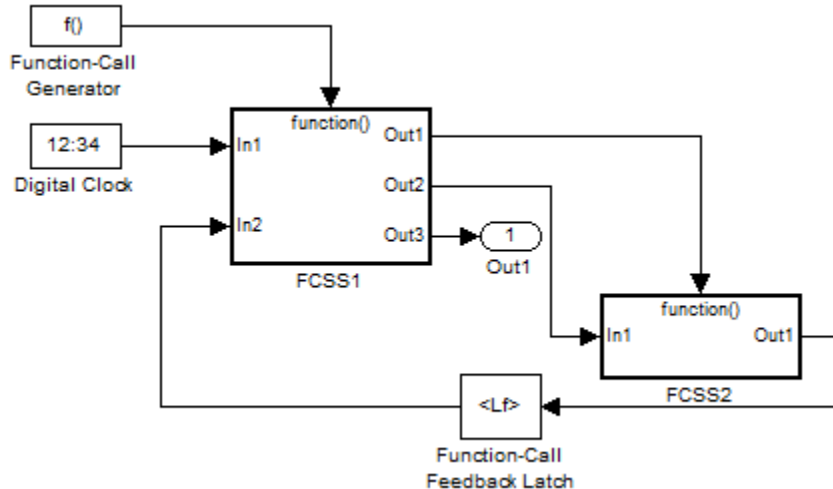 f()
Function-Call
Generator
function()
12:34
In1
Out1
Digital Clock
Out2
In2
Out3
1
Out1
FCSS1
function()
In1
Out1
FCSS2
<Lf>
Function-Call
Feedback Latch